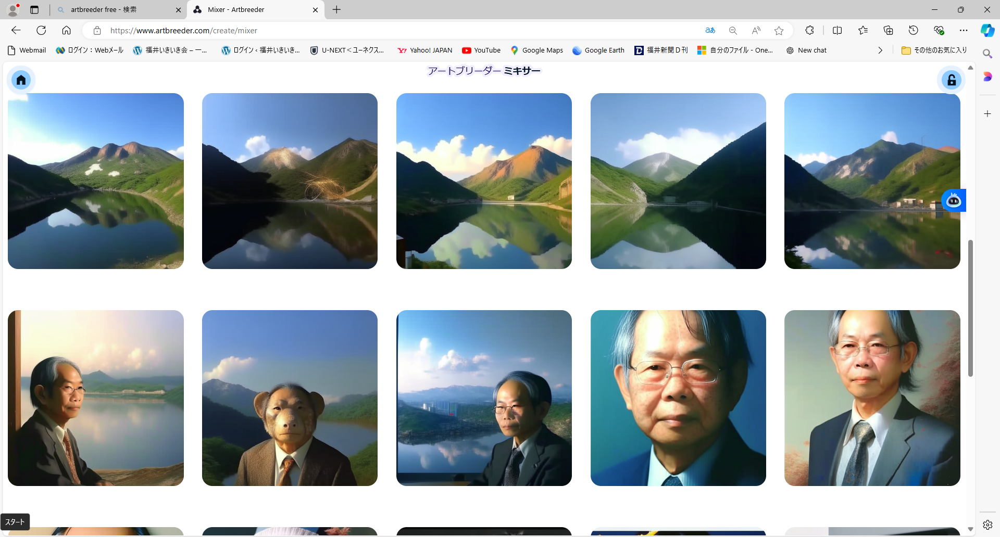 artbreeder free - 検索
Mixer - Artbreeder
https://www.artbreeder.com/create/mixer
aあ
Webmail
ログイン：Webメール
福井いきいき会 – 一...
ログイン ‹ 福井いきいき...
U-NEXT＜ユーネクス...
Yahoo! JAPAN
YouTube
Google Maps
Google Earth
福井新聞Ｄ刊
自分のファイル - One...
New chat
その他のお気に入り
アートブリーダー ミキサー
スタート